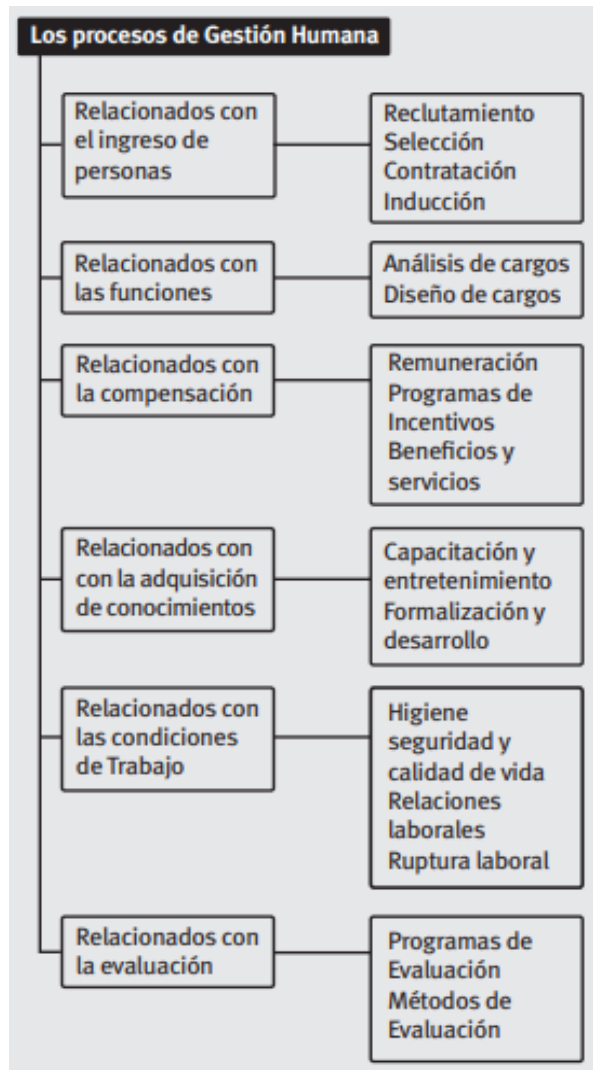 Los procesos de Gestión Humana
Relacionados con
el ingreso de
personas
Reclutamiento
Selección
Contratación
Inducción
Relacionados con
las funciones
Análisis de cargos
Diseño de cargos
Relacionados con
la compensación
Remuneración
Programas de
Incentivos
Beneficios y
servicios
Relacionados con
con la adquisición
de conocimientos
Capacitación y
entretenimiento
Formalización y
desarrollo
Relacionados con
las condiciones
de Trabajo
Higiene
seguridad y
calidad de vida
Relaciones
laborales
Ruptura laboral
Relacionados con
la evaluación
Programas de
Evaluación
Métodos de
Evaluación